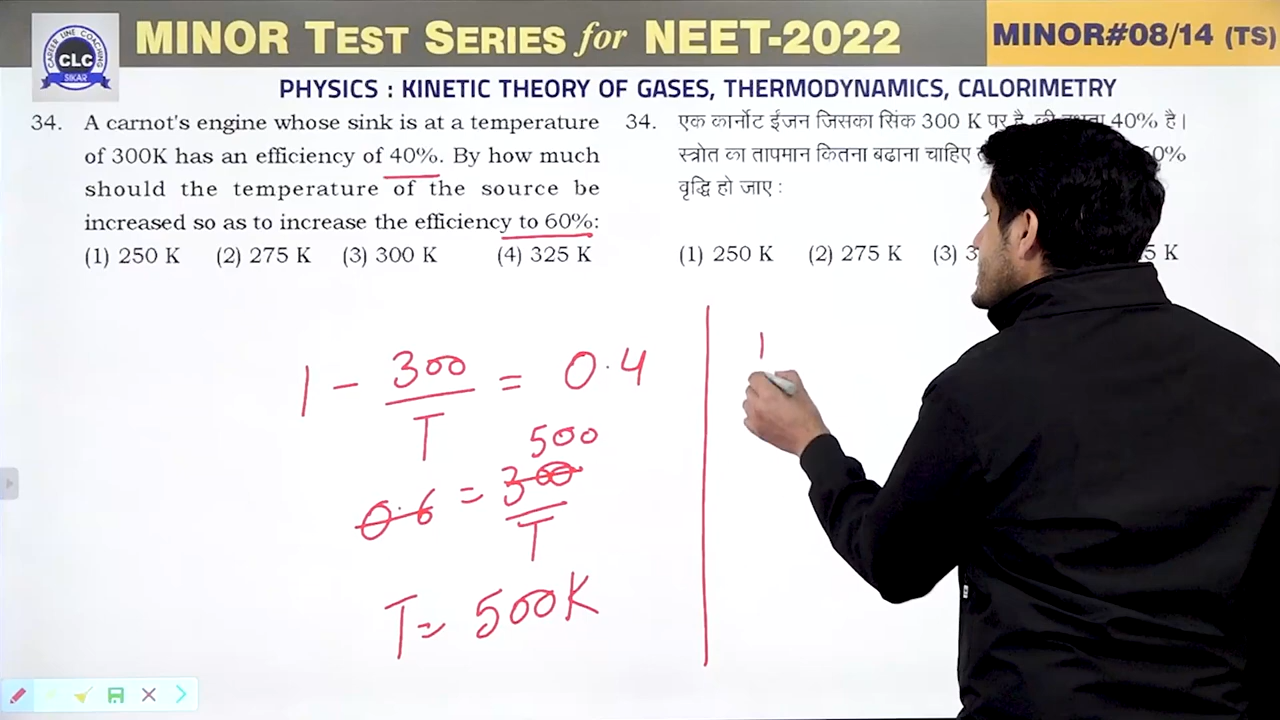 CAREER LINE COACHING
CLC
SIKAR
MINOR TEST SERIES for NEET-2022
MINOR#08/14 (TS)
PHYSICS : KINETIC THEORY OF GASES, THERMODYNAMICS, CALORIMETRY
34. A carnot's engine whose sink is at a temperature
of 300K has an efficiency of 40%. By how much
should the temperature of the source be
increased so as to increase the efficiency to 60%:
(1) 250 K (2) 275 K (3) 300 K (4) 325 K
34. एक कार्नोट ईजन जिसका सिंक 300 K पर है 40% है।
स्त्रोत का तापमान कितना बढाना चाहिए
वृद्धि हो जाए :
(1) 250 K (2) 275 K (3) 5 K
1 - 300/T = 0.4
500
0.6 = 300/T
T = 500K
1